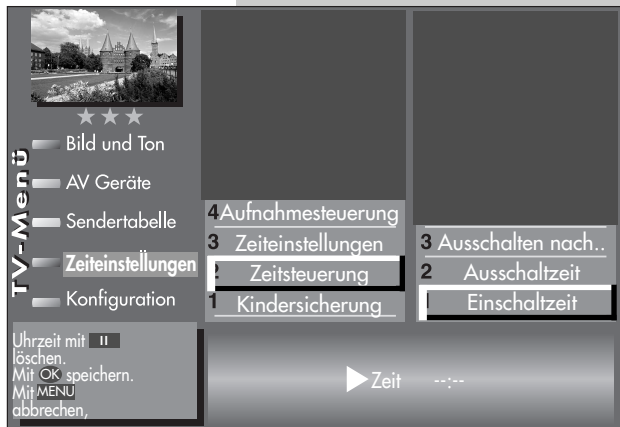 TV-Menü
Bild und Ton
AV Geräte
Sendertabelle
Zeiteinstellungen
Konfiguration
4 Aufnahmesteuerung
3 Zeiteinstellungen
2 Zeitsteuerung
1 Kindersicherung
3 Ausschalten nach..
2 Ausschaltzeit
1 Einschaltzeit
Uhrzeit mit II
löschen.
Mit OK speichern.
Mit MENU
abbrechen,
Zeit --:--